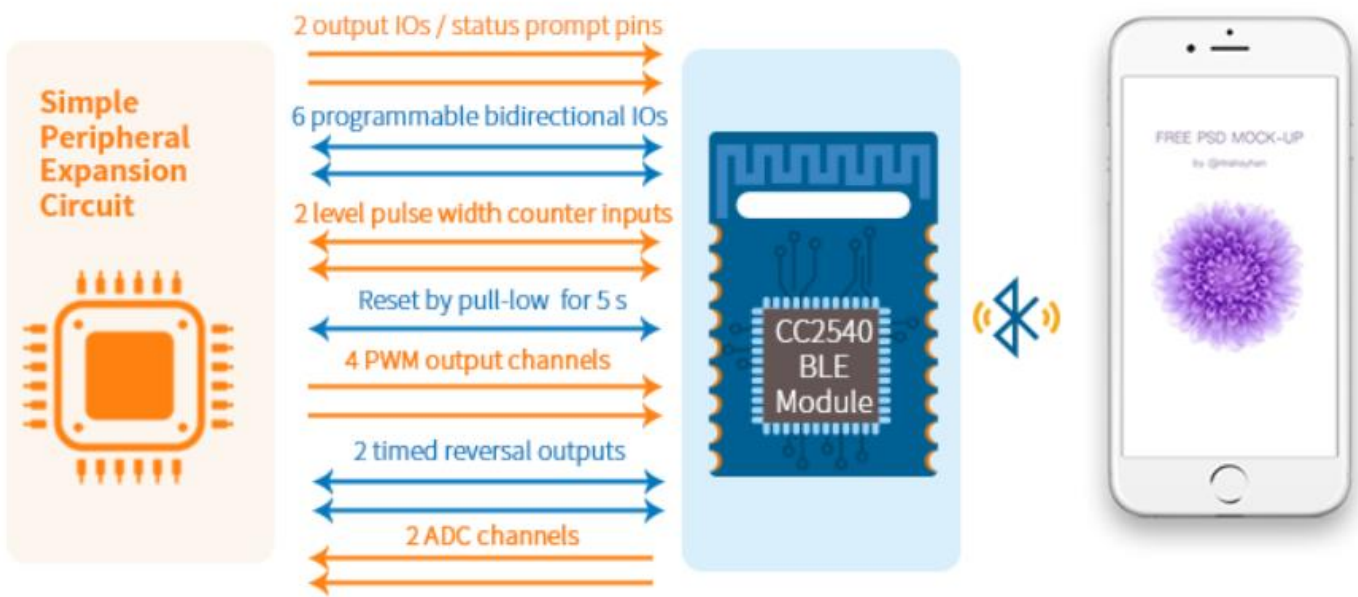 2 output IOs / status prompt pins
Simple
Peripheral
Expansion
Circuit
6 programmable bidirectional IOs
2 level pulse width counter inputs
Reset by pull-low for 5 s
4 PWM output channels
2 timed reversal outputs
2 ADC channels
CC2540
BLE
Module
FREE PSD MOCK-UP
by